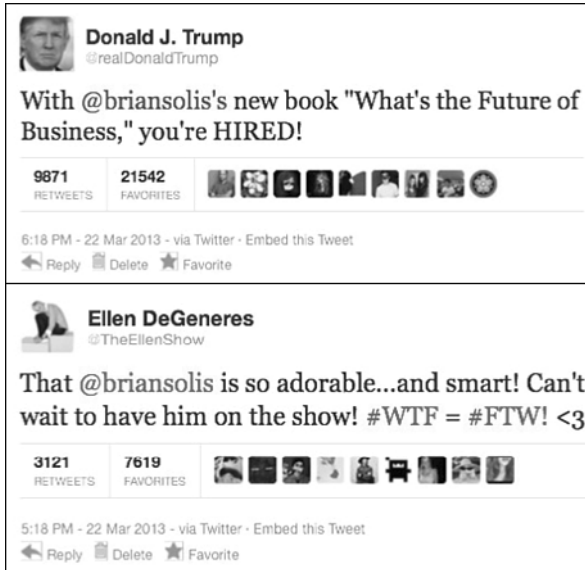 Donald J. Trump
@realDonaldTrump
With @briansolis's new book "What's the Future of
Business," you're HIRED!
9871 21542
RETWEETS FAVORITES
6:18 PM - 22 Mar 2013 - via Twitter · Embed this Tweet
Reply Delete Favorite
Ellen DeGeneres
@TheEllenShow
That @briansolis is so adorable...and smart! Can't
wait to have him on the show! #WTF = #FTW! <3
3121 7619
RETWEETS FAVORITES
5:18 PM - 22 Mar 2013 - via Twitter · Embed this Tweet
Reply Delete Favorite